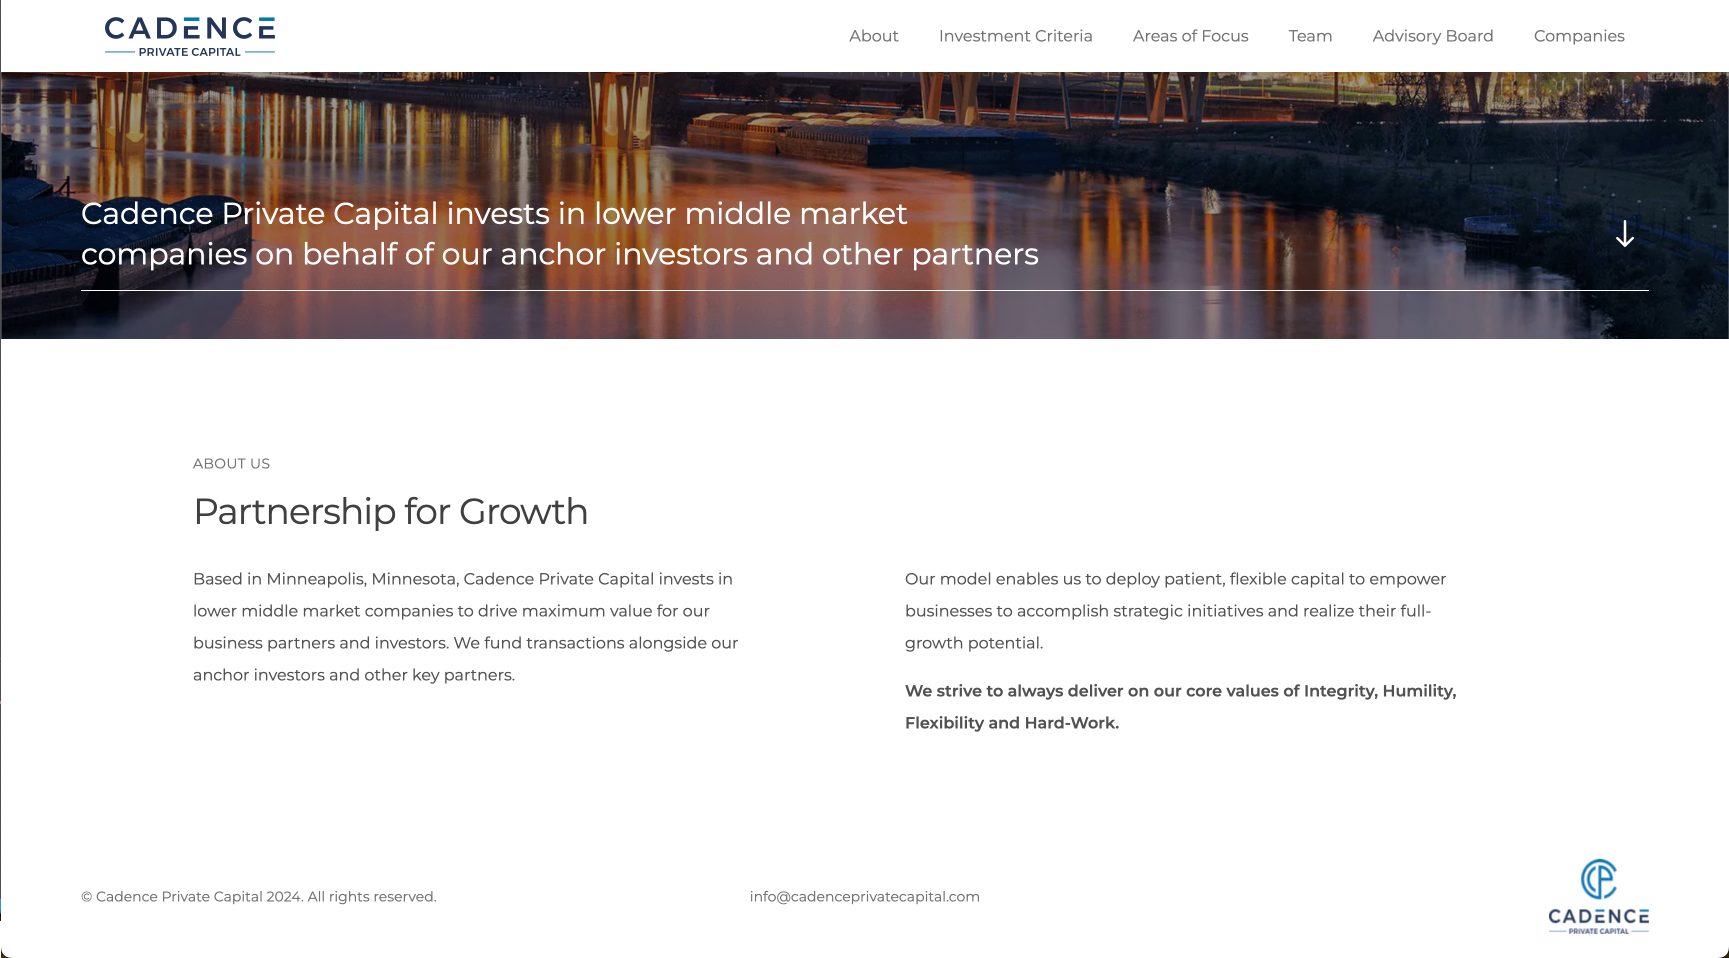 CADENCE
PRIVATE CAPITAL
About
Investment Criteria
Areas of Focus
Team
Advisory Board
Companies
Cadence Private Capital invests in lower middle market
companies on behalf of our anchor investors and other partners
ABOUT US
Partnership for Growth
Based in Minneapolis, Minnesota, Cadence Private Capital invests in
lower middle market companies to drive maximum value for our
business partners and investors. We fund transactions alongside our
anchor investors and other key partners.
Our model enables us to deploy patient, flexible capital to empower
businesses to accomplish strategic initiatives and realize their full-
growth potential.
We strive to always deliver on our core values of Integrity, Humility,
Flexibility and Hard-Work.
© Cadence Private Capital 2024. All rights reserved.
info@cadenceprivatecapital.com
CADENCE
PRIVATE CAPITAL